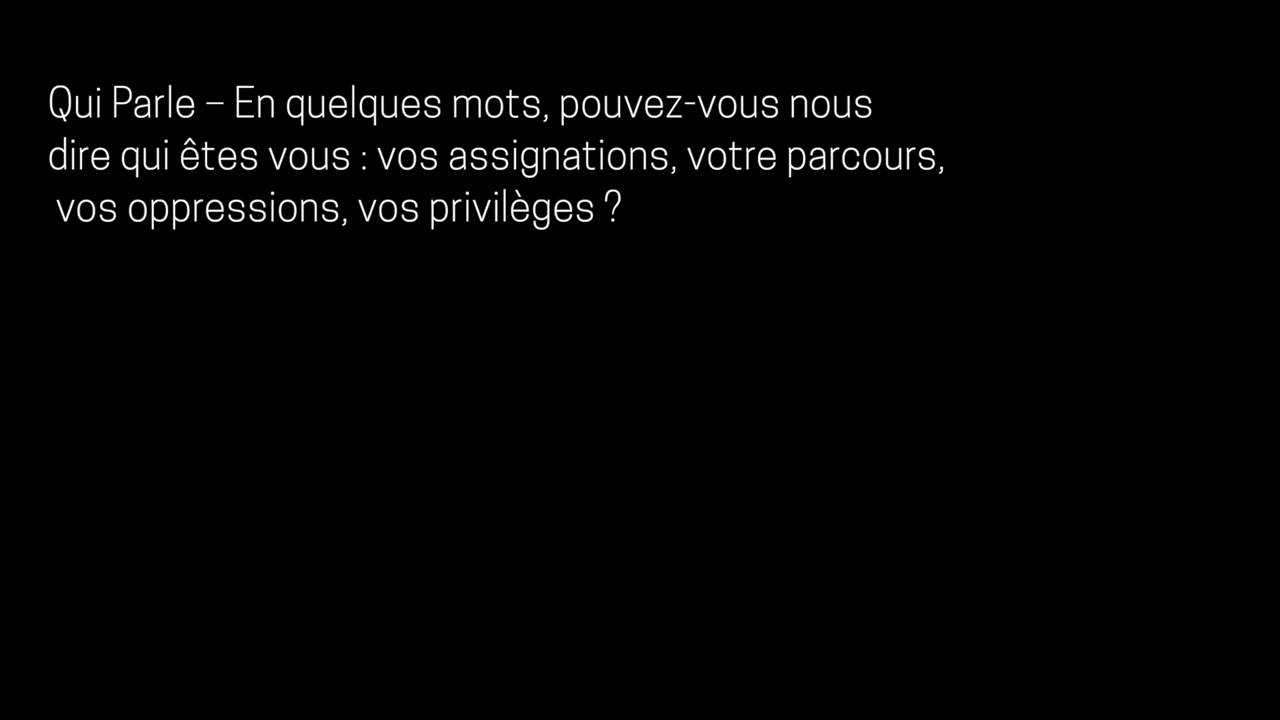 Qui Parle – En quelques mots, pouvez-vous nous
dire qui êtes vous : vos assignations, votre parcours,
vos oppressions, vos privilèges ?